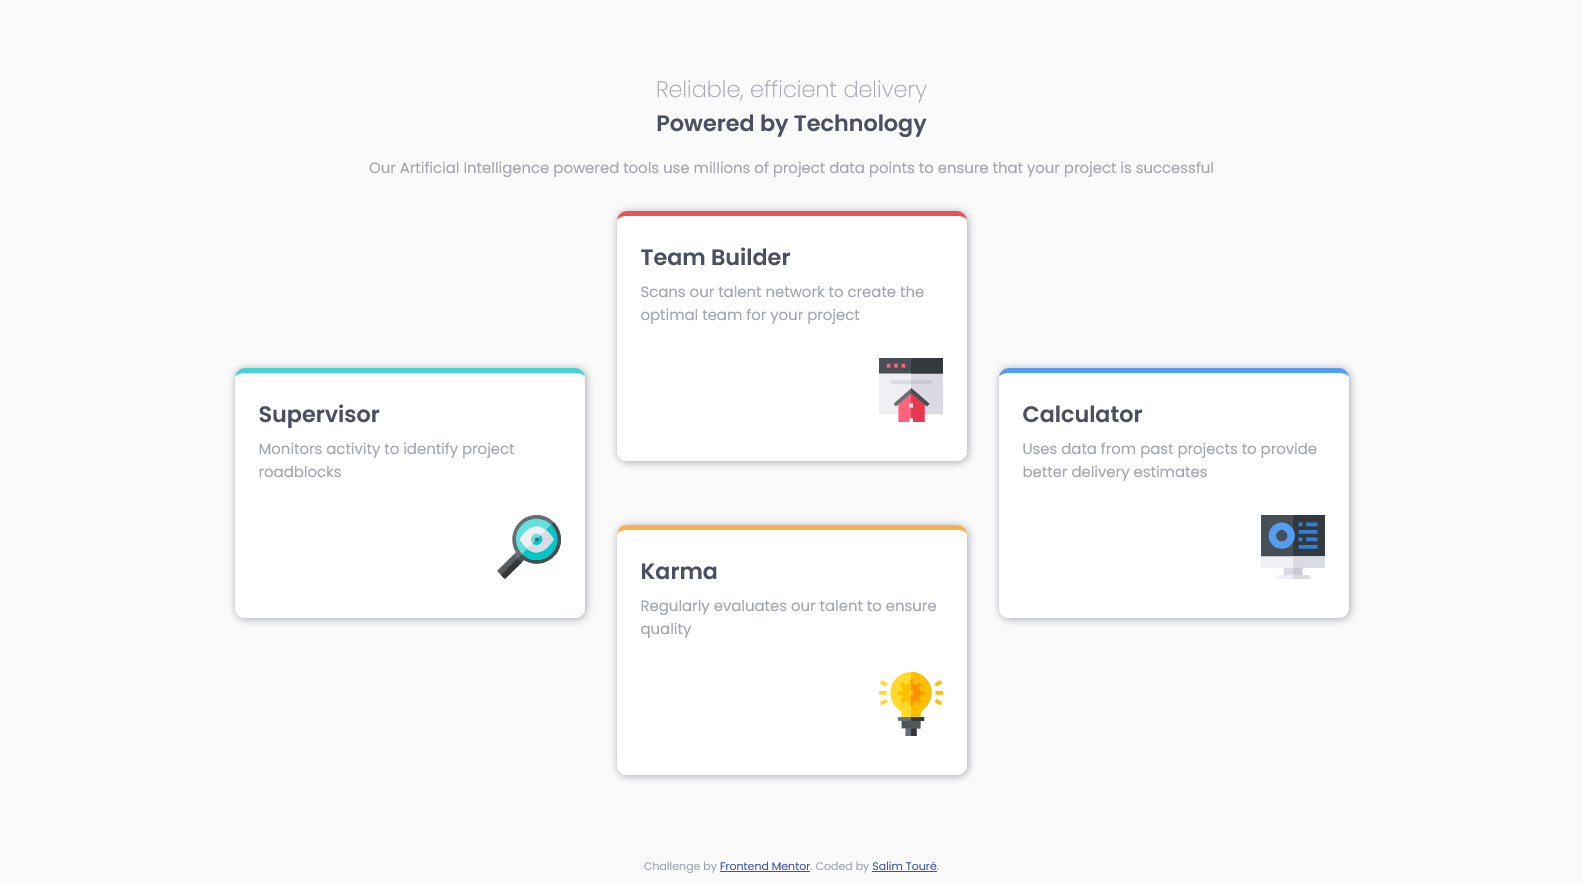 Reliable, efficient delivery
Powered by Technology
Our Artificial Intelligence powered tools use millions of project data points to ensure that your project is successful
Team Builder
Scans our talent network to create the
optimal team for your project
Supervisor
Monitors activity to identify project
roadblocks
Calculator
Uses data from past projects to provide
better delivery estimates
Karma
Regularly evaluates our talent to ensure
quality
Challenge by Frontend Mentor. Coded by Salim Touré.